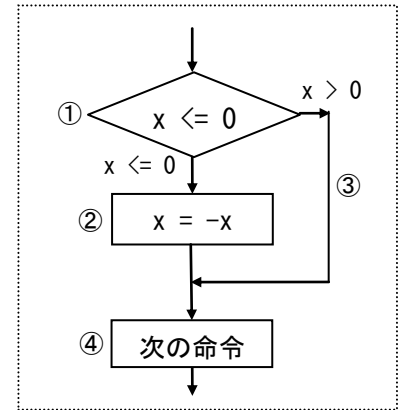 x > 0
① x <= 0
x <= 0
③
② x = -x
④ 次の命令